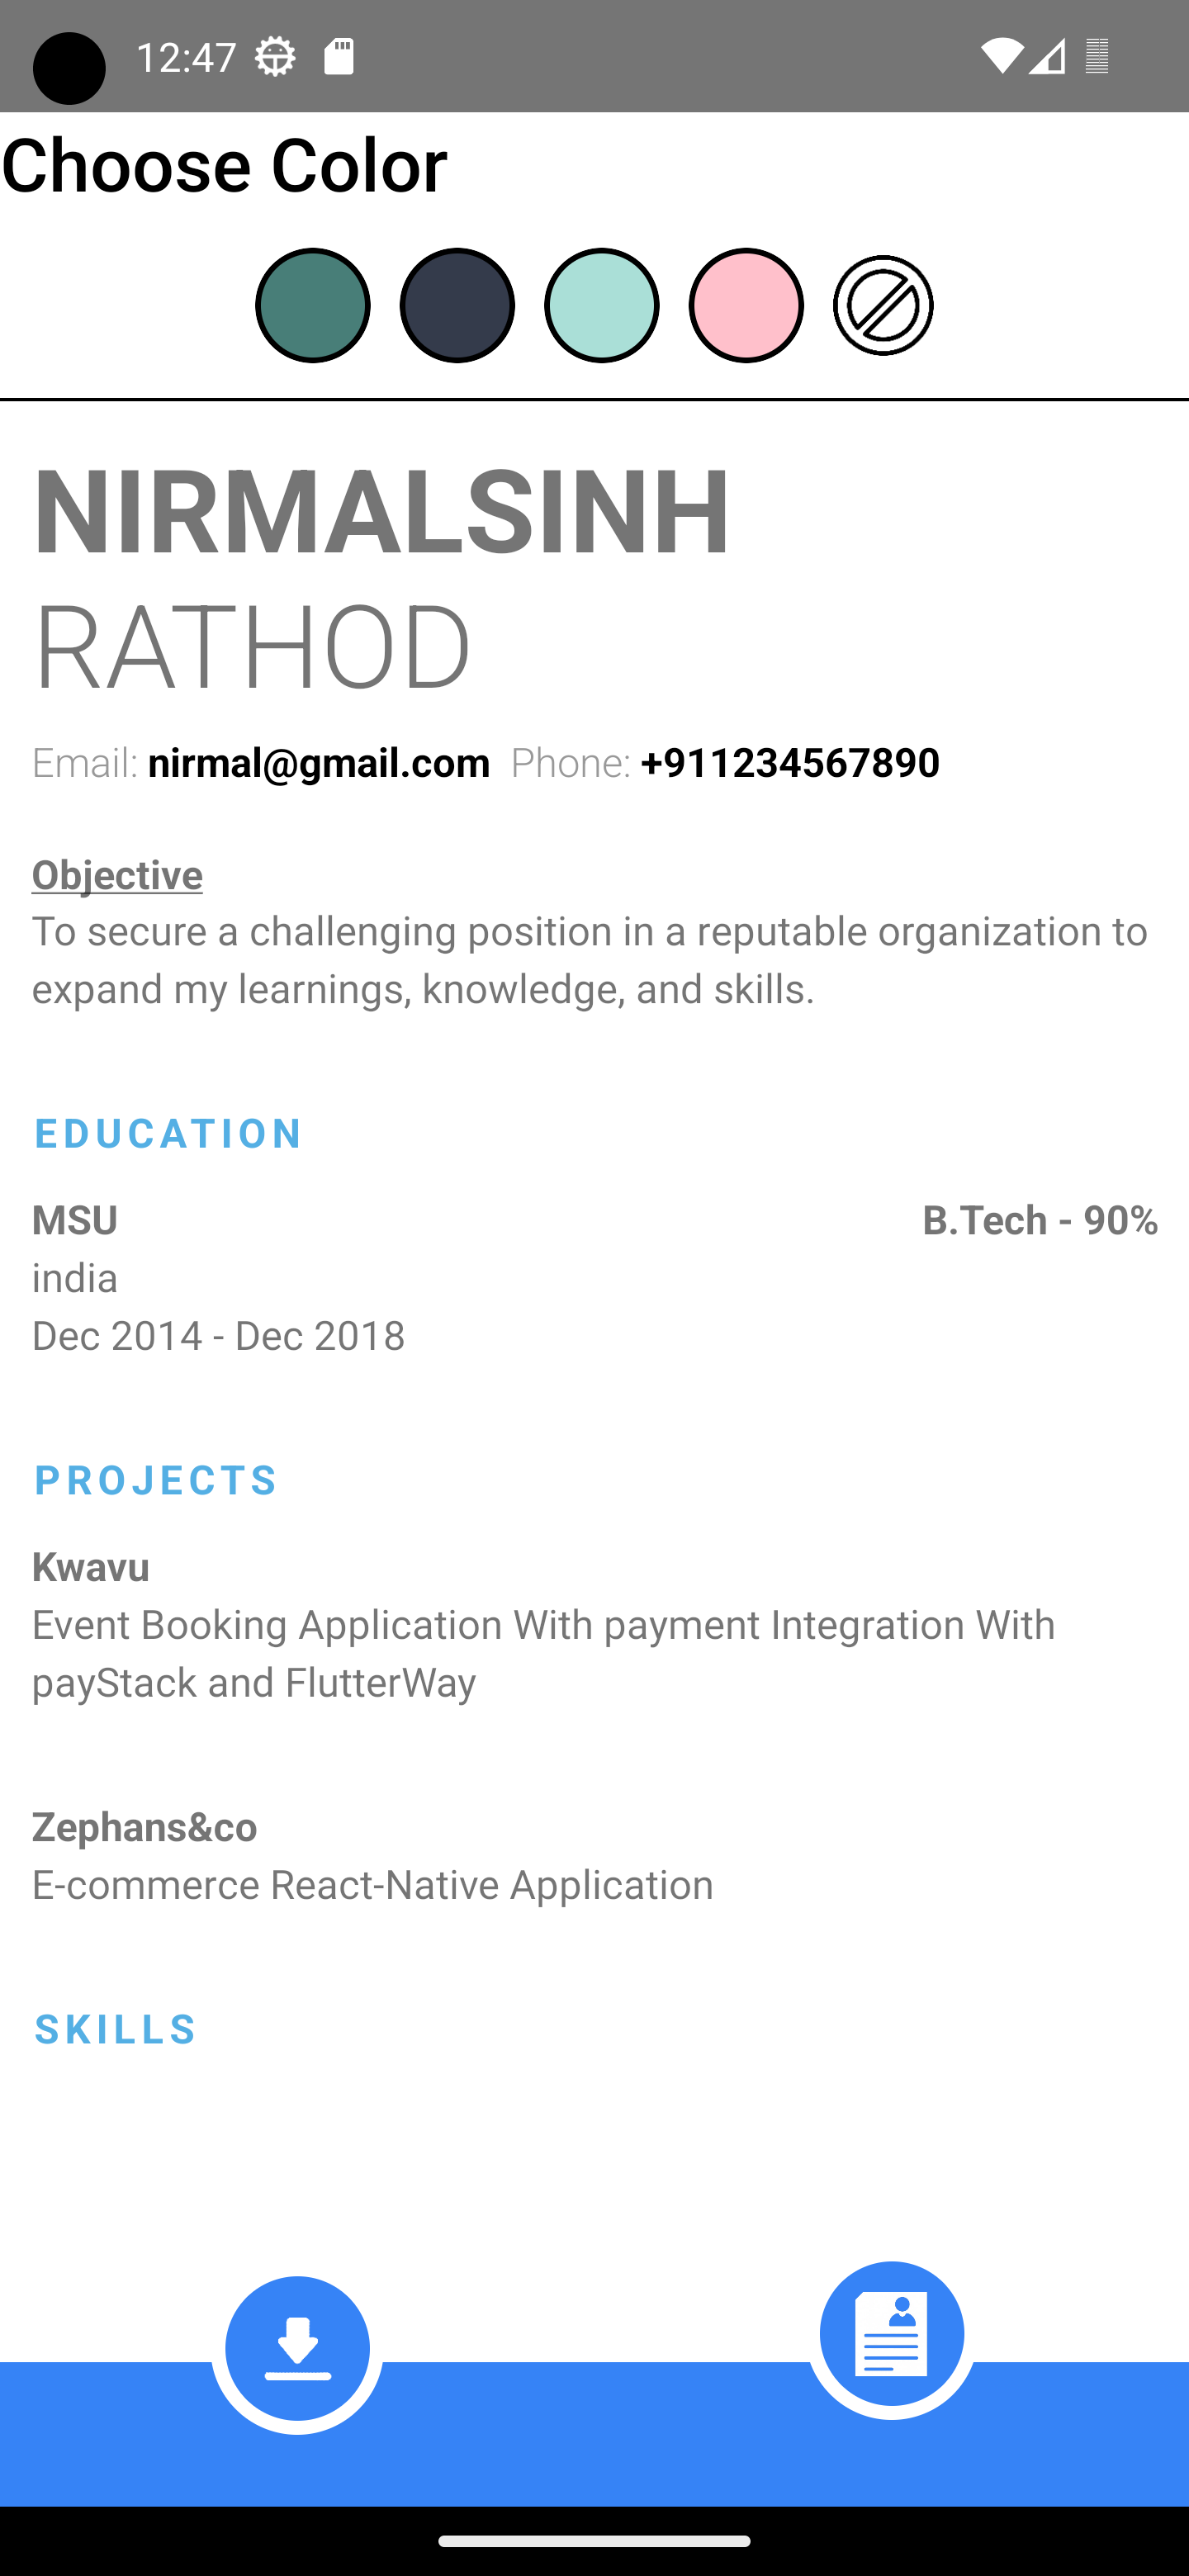 12:47
Choose Color
NIRMALSINH
RATHOD
Email: nirmal@gmail.com Phone: +911234567890
Objective
To secure a challenging position in a reputable organization to
expand my learnings, knowledge, and skills.
EDUCATION
MSU B.Tech - 90%
india
Dec 2014 - Dec 2018
PROJECTS
Kwavu
Event Booking Application With payment Integration With
payStack and FlutterWay
Zephans&co
E-commerce React-Native Application
SKILLS